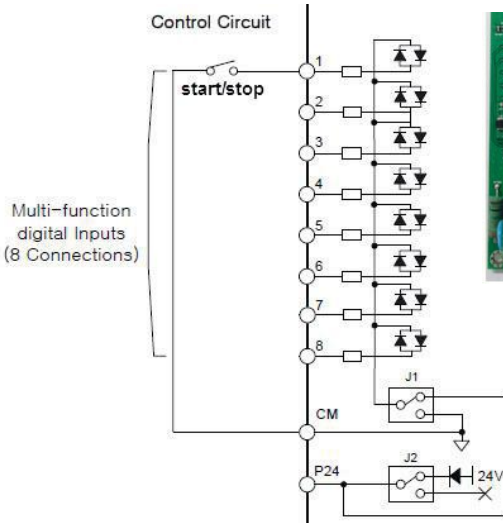 Control Circuit
start/stop
1
2
3
4
5
6
7
8
Multi-function
digital Inputs
(8 Connections)
J1
CM
J2
P24
24V